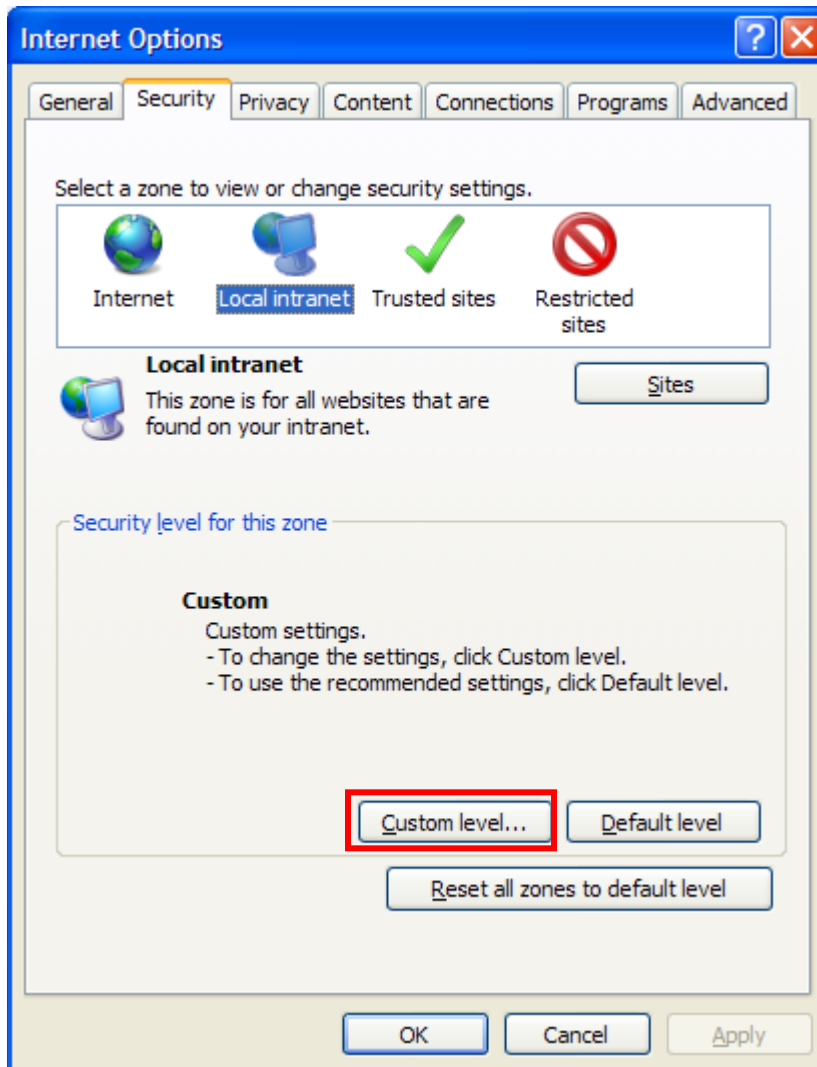 Internet Options
General Security Privacy Content Connections Programs Advanced
Select a zone to view or change security settings.
Internet Local intranet Trusted sites Restricted
sites
Local intranet
Sites
This zone is for all websites that are
found on your intranet.
Security level for this zone
Custom
Custom settings.
- To change the settings, click Custom level.
- To use the recommended settings, click Default level.
Custom level... Default level
Reset all zones to default level
OK Cancel Apply